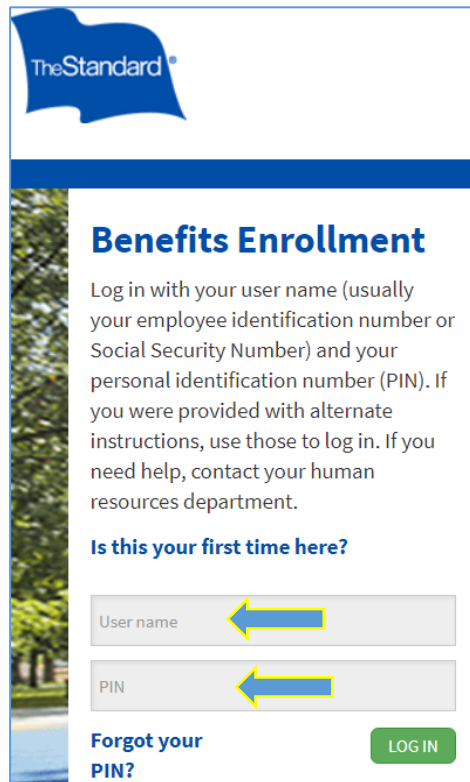 TheStandard®
Benefits Enrollment
Log in with your user name (usually
your employee identification number or
Social Security Number) and your
personal identification number (PIN). If
you were provided with alternate
instructions, use those to log in. If you
need help, contact your human
resources department.
Is this your first time here?
User name
PIN
Forgot your
PIN?
LOG IN